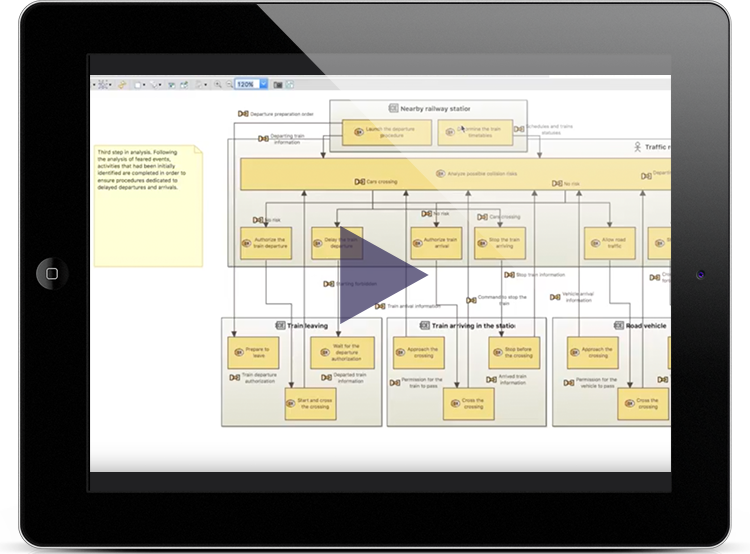 120%
Nearby railway station
Departure preparation order
Launch the departure
procedure
Determine the train
timetables
Schedules and trains
statuses
Departing train
information
Third step in analysis. Following
the analysis of feared events,
activities that had been initially
identified are completed in order to
ensure procedures dedicated to
delayed departures and arrivals.
Traffic
Analyze possible collision risks
Cars crossing
No risk
No risk
No risk
Cars crossing
Authorize the
train departure
Delay the train
departure
Authorize train
arrival
Stop the train
arriving
Allow road
traffic
Stop train information
Train arrival information
Command to stop the
train
Vehicle arrival
information
Train leaving
Train arriving in the station
Road vehicle
Prepare to
leave
Wait for the
departure
authorization
Approach the
crossing
Stop before
the crossing
Approach the
crossing
Train departure
authorization
Departed train
information
Permission for the
train to pass
Arrived train
information
Permission for the
vehicle to pass
Start and cross
the crossing
Cross the
crossing
Cross the
crossing